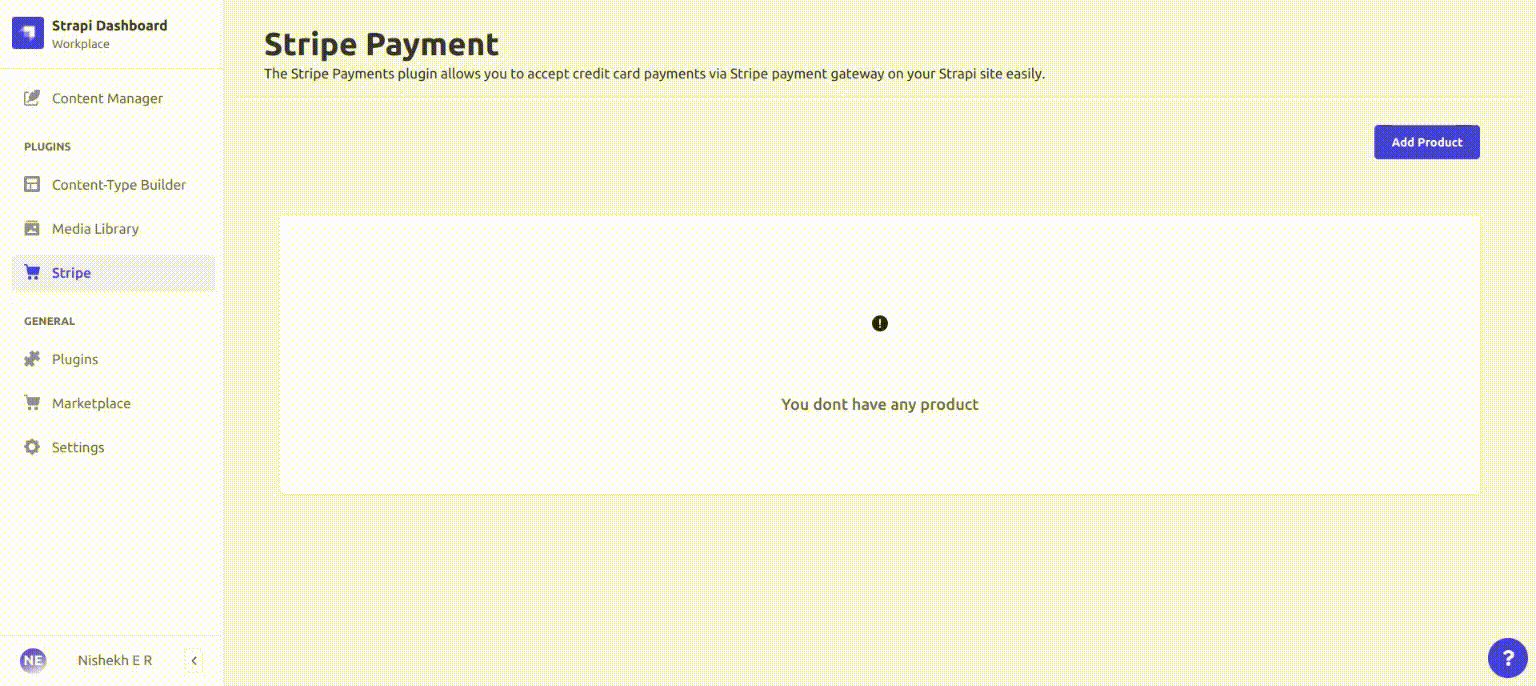 Strapi Dashboard
Workplace
Content Manager
PLUGINS
Content-Type Builder
Media Library
Stripe
GENERAL
Plugins
Marketplace
Settings
NE
Nishekh E R
Stripe Payment
The Stripe Payments plugin allows you to accept credit card payments via Stripe payment gateway on your Strapi site easily.
Add Product
You dont have any product
?